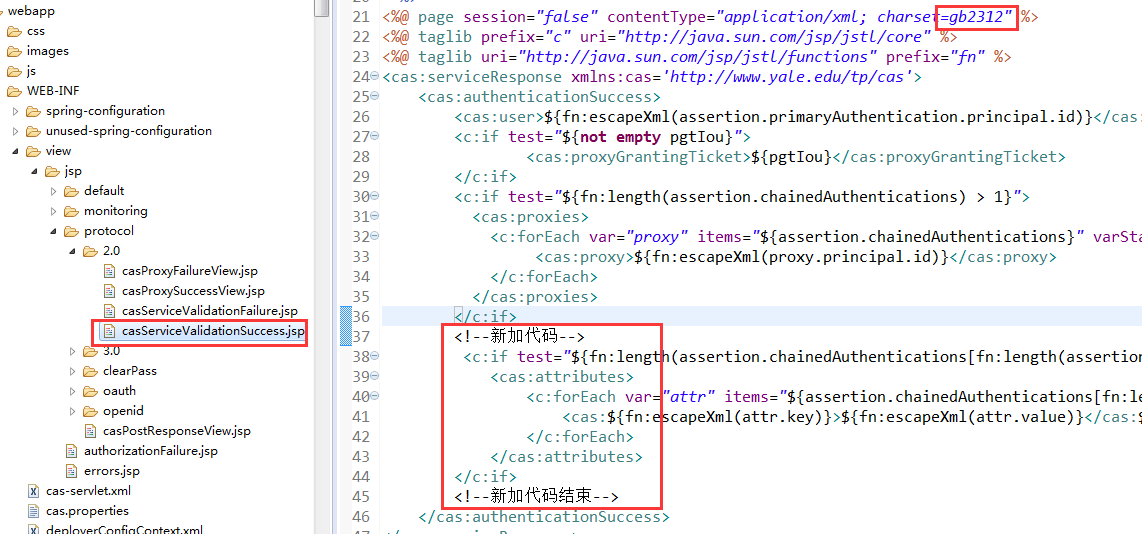 webapp
css
images
js
WEB-INF
spring-configuration
unused-spring-configuration
view
jsp
default
monitoring
protocol
2.0
casProxyFailureView.jsp
casProxySuccessView.jsp
casServiceValidationFailure.jsp
casServiceValidationSuccess.jsp
3.0
clearPass
oauth
openid
casPostResponseView.jsp
authorizationFailure.jsp
errors.jsp
cas-servlet.xml
cas.properties
deployerConfigContext.xml
21 <%@ page session="false" contentType="application/xml; charset=gb2312" %>
22 <%@ taglib prefix="c" uri="http://java.sun.com/jsp/jstl/core" %>
23 <%@ taglib uri="http://java.sun.com/jsp/jstl/functions" prefix="fn" %>
24 <cas:serviceResponse xmlns:cas='http://www.yale.edu/tp/cas'>
25 <cas:authenticationSuccess>
26 <cas:user>${fn:escapeXml(assertion.primaryAuthentication.principal.id)}</cas:
27 <c:if test="${not empty pgtIou}">
28 <cas:proxyGrantingTicket>${pgtIou}</cas:proxyGrantingTicket>
29 </c:if>
30 <c:if test="${fn:length(assertion.chainedAuthentications) > 1}">
31 <cas:proxies>
32 <c:forEach var="proxy" items="${assertion.chainedAuthentications}" varSta
33 <cas:proxy>${fn:escapeXml(proxy.principal.id)}</cas:proxy>
34 </c:forEach>
35 </cas:proxies>
36 </c:if>
37 <!--新加代码-->
38 <c:if test="${fn:length(assertion.chainedAuthentications[fn:length(assertion
39 <cas:attributes>
40 <c:forEach var="attr" items="${assertion.chainedAuthentications[fn:le
41 <cas:${fn:escapeXml(attr.key)}>${fn:escapeXml(attr.value)}</cas:$
42 </c:forEach>
43 </cas:attributes>
44 </c:if>
45 <!--新加代码结束-->
46 </cas:authenticationSuccess>